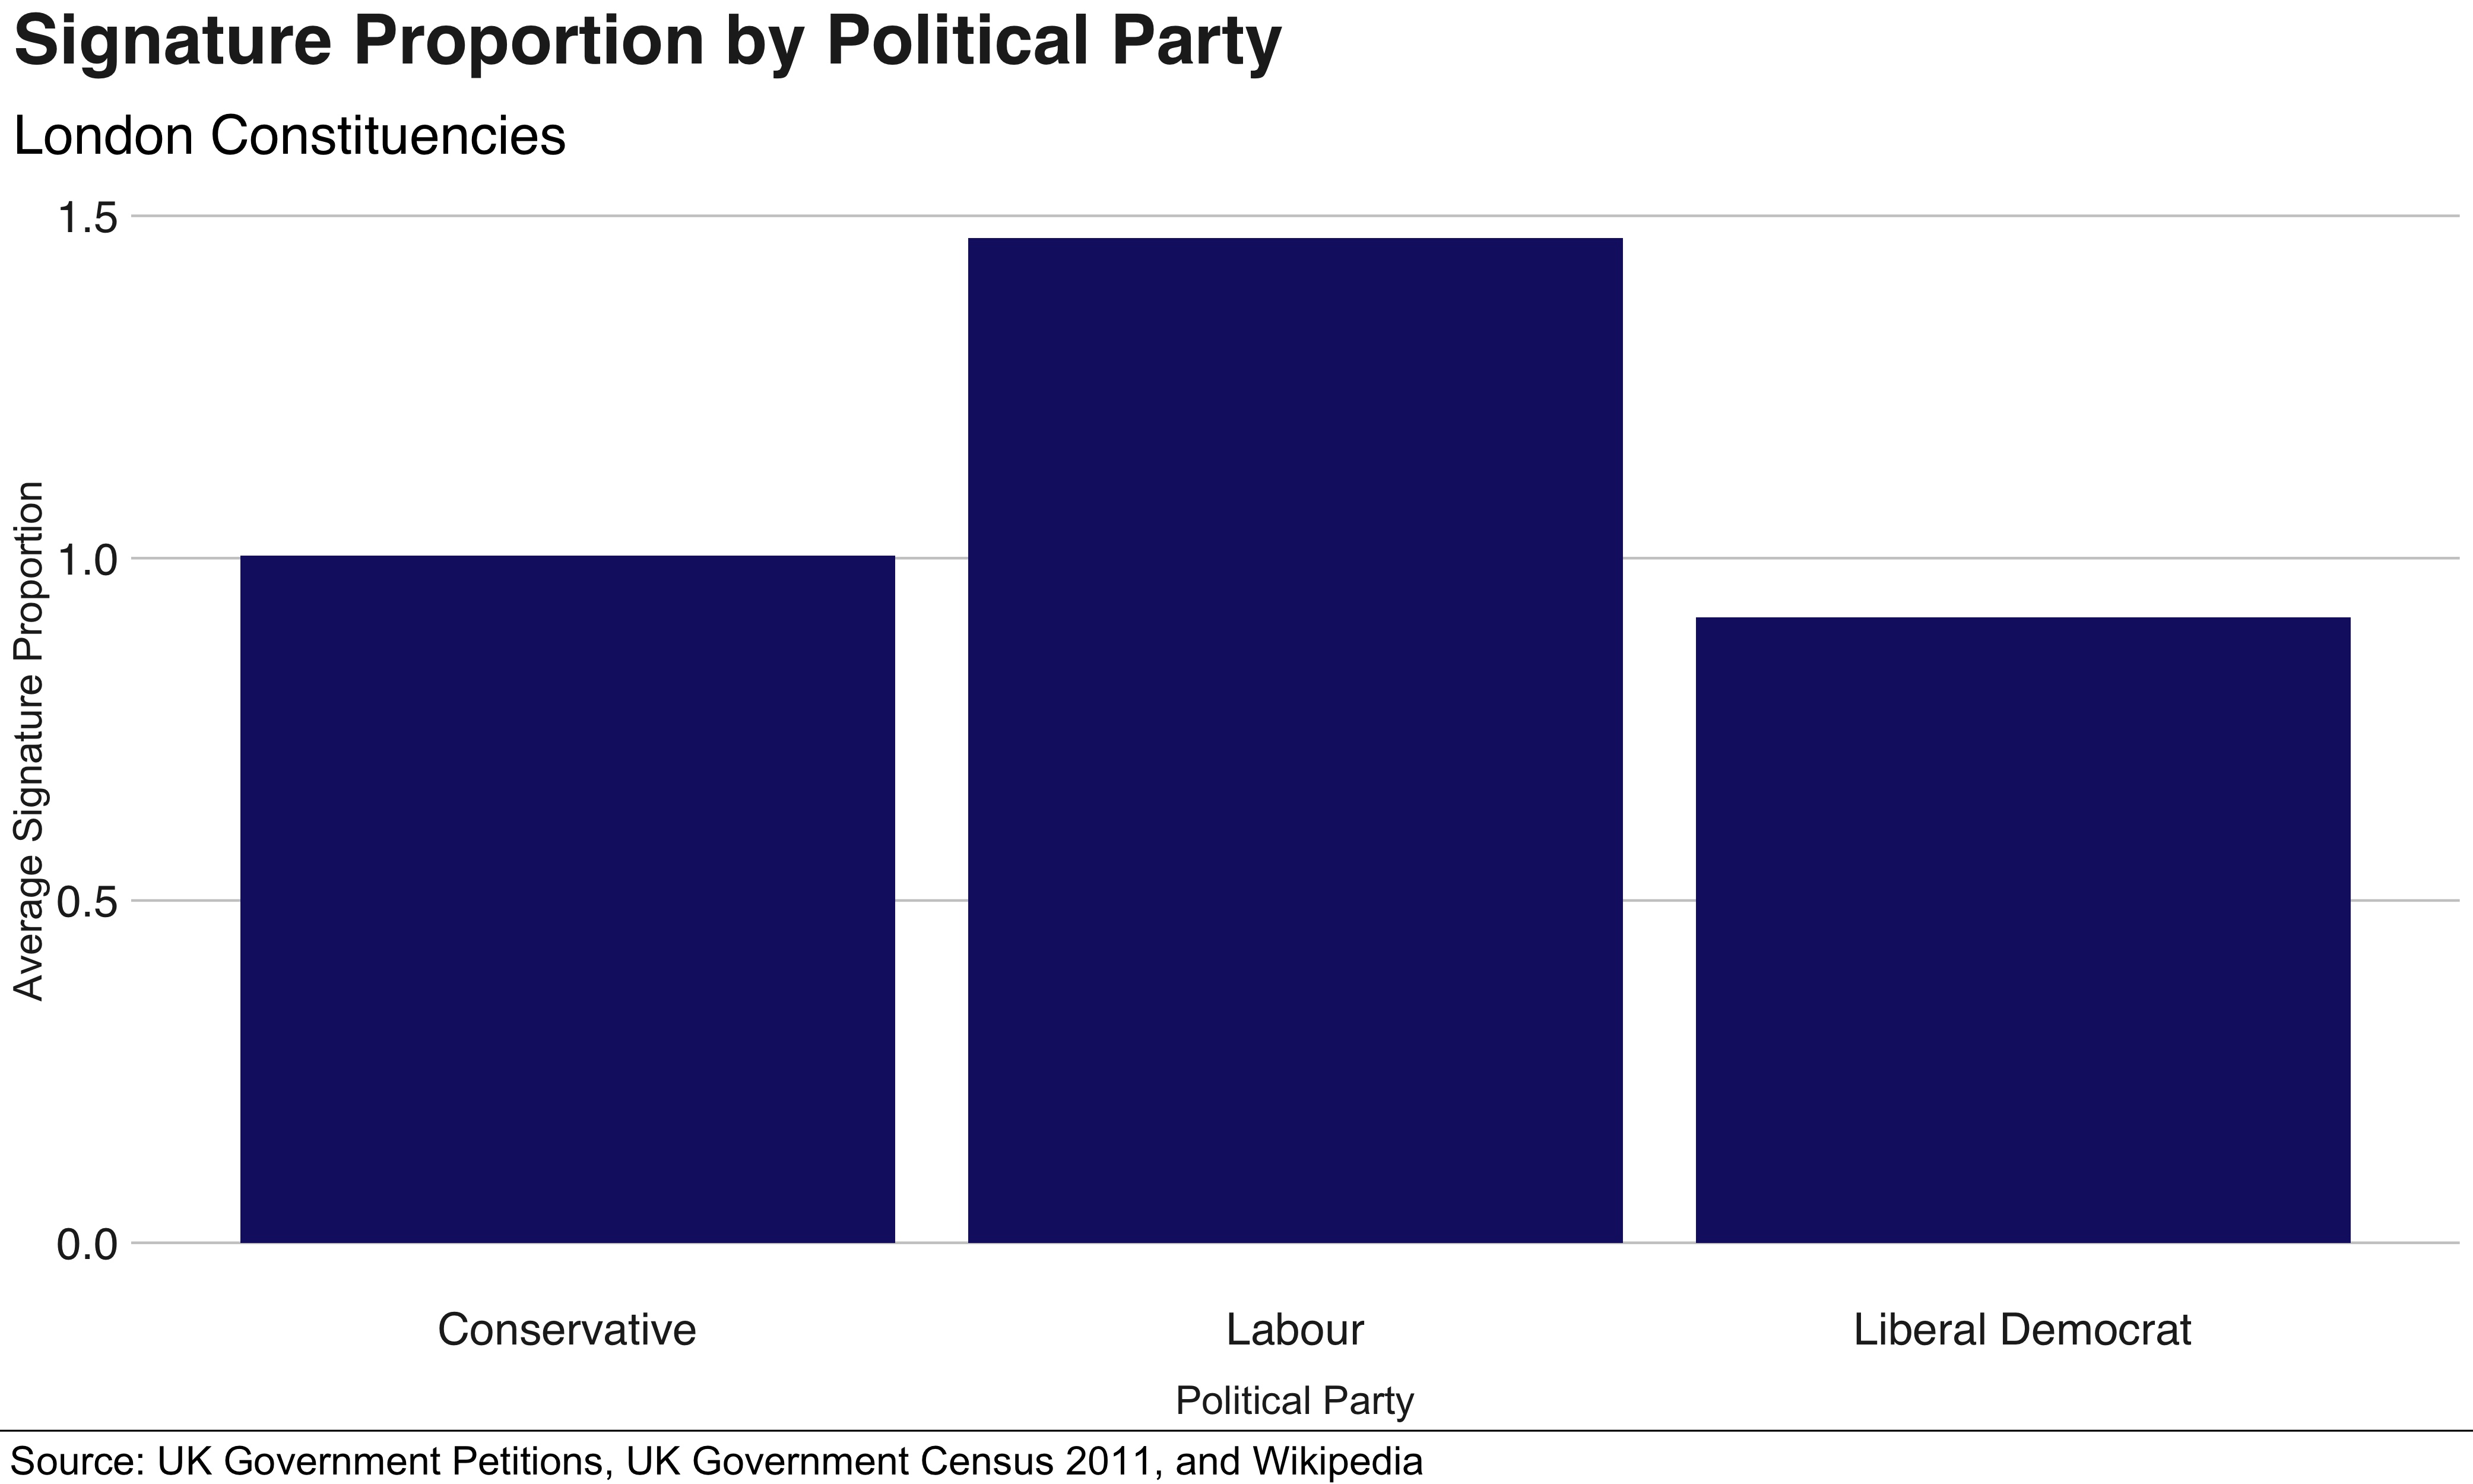 Signature Proportion by Political Party
London Constituencies
1.5
1.0
0.5
0.0
Average Signature Proportion
Conservative
Labour
Liberal Democrat
Political Party
Source: UK Government Petitions, UK Government Census 2011, and Wikipedia